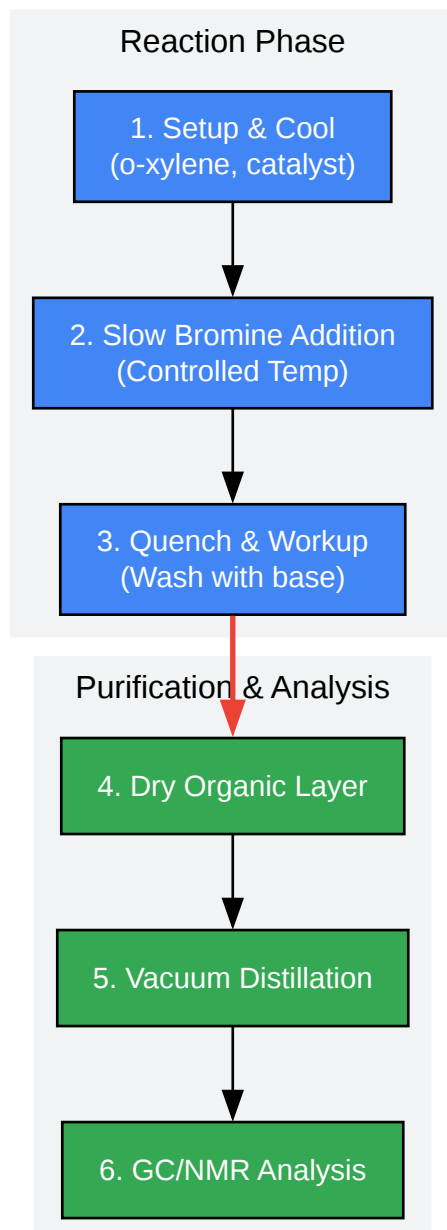 Reaction Phase
1. Setup & Cool
(o-xylene, catalyst)
2. Slow Bromine Addition
(Controlled Temp)
3. Quench & Workup
(Wash with base)
Purification & Analysis
4. Dry Organic Layer
5. Vacuum Distillation
6. GC/NMR Analysis